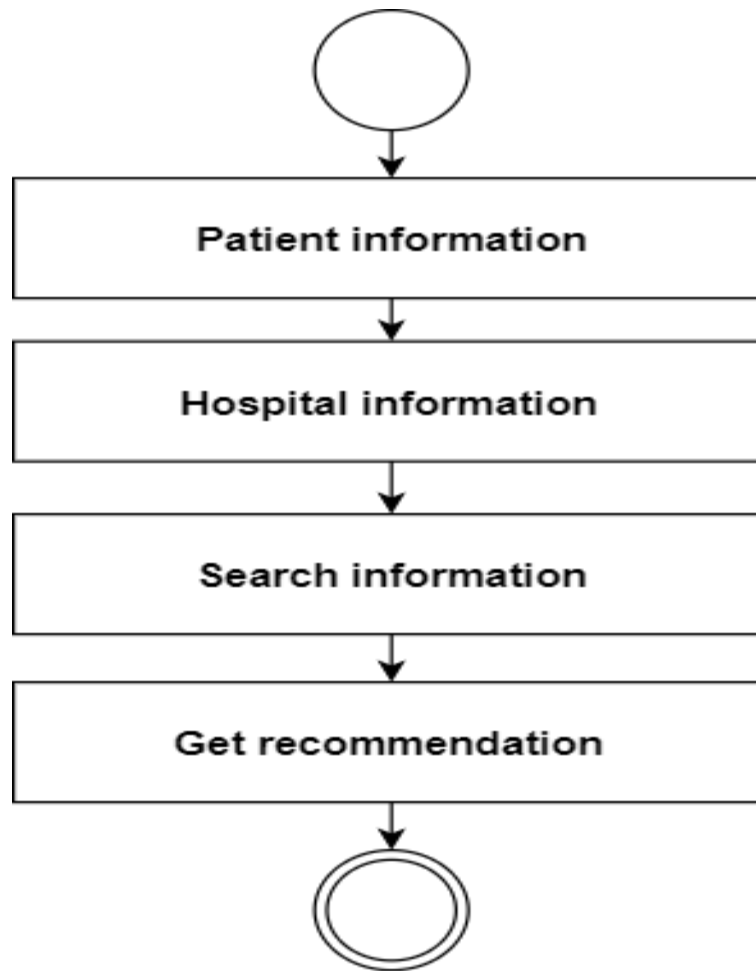 Patient information
Hospital information
Search information
Get recommendation